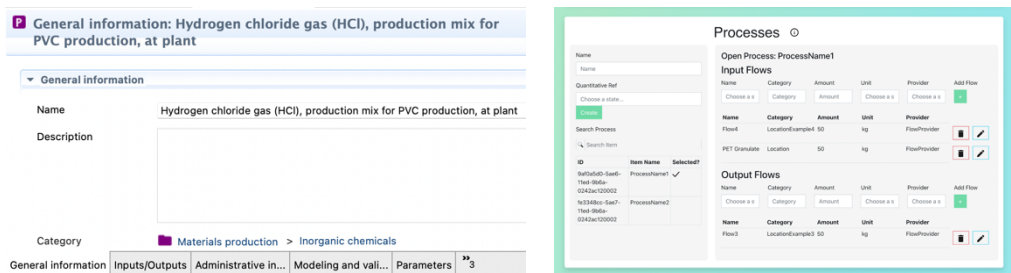 P General information: Hydrogen chloride gas (HCl), production mix for
PVC production, at plant
General information
Name Hydrogen chloride gas (HCl), production mix for PVC production, at plant
Description
Category Materials production > Inorganic chemicals
General information Inputs/Outputs Administrative in... Modeling and vali... Parameters »3
Processes
Name
Name
Quantitative Ref
Choose a state...
Create
Search Process
Search Item
ID Item Name Selected?
9af0a5d0-5ae6-
11ed-9b6a-
0242ac120002
ProcessName1
fe3348cc-5ae7-
11ed-9b6a-
0242ac120002
ProcessName2
Open Process: ProcessName1
Input Flows
Name Category Amount Unit Provider Add Flow
Choose a s Category Amount Choose a s Choose a s +
Name Category Amount Unit Provider
Flow4 LocationExample4 50 kg FlowProvider
PET Granulate Location 50 kg FlowProvider
Output Flows
Name Category Amount Unit Provider Add Flow
Choose a s Category Amount Choose a s Choose a s +
Name Category Amount Unit Provider
Flow3 LocationExample3 50 kg FlowProvider